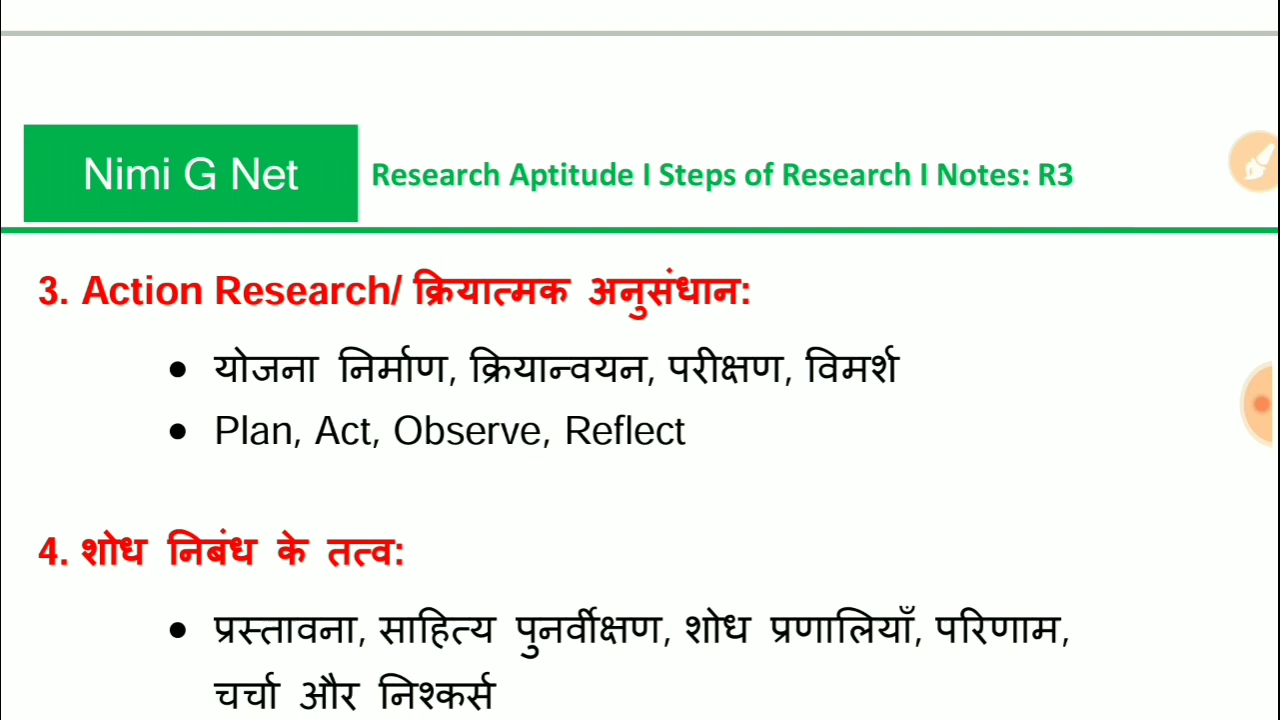 Nimi G Net
Research Aptitude I Steps of Research I Notes: R3
3. Action Research/ क्रियात्मक अनुसंधान:
• योजना निर्माण, क्रियान्वयन, परीक्षण, विमर्श
• Plan, Act, Observe, Reflect
4. शोध निबंध के तत्व:
• प्रस्तावना, साहित्य पुनर्वीक्षण, शोध प्रणालियाँ, परिणाम,
चर्चा और निश्कर्स